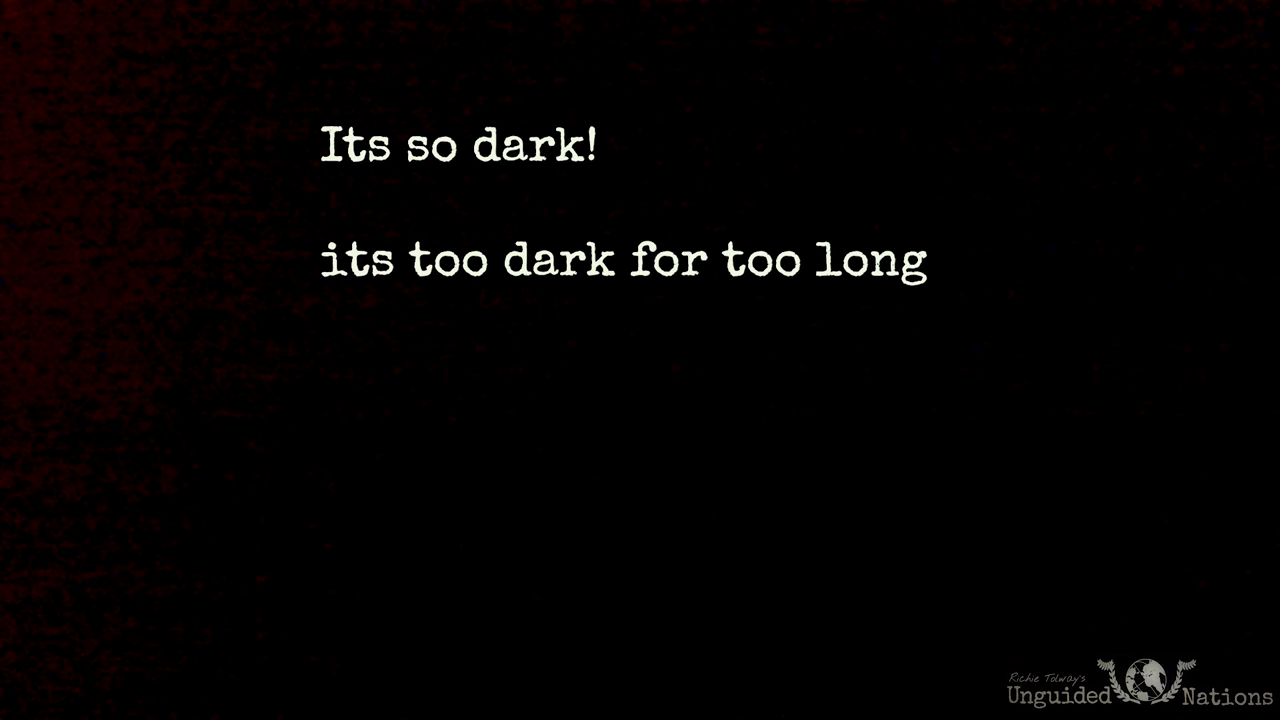 Its so dark!
its too dark for too long
Richie Tolway's
Unguided Nations